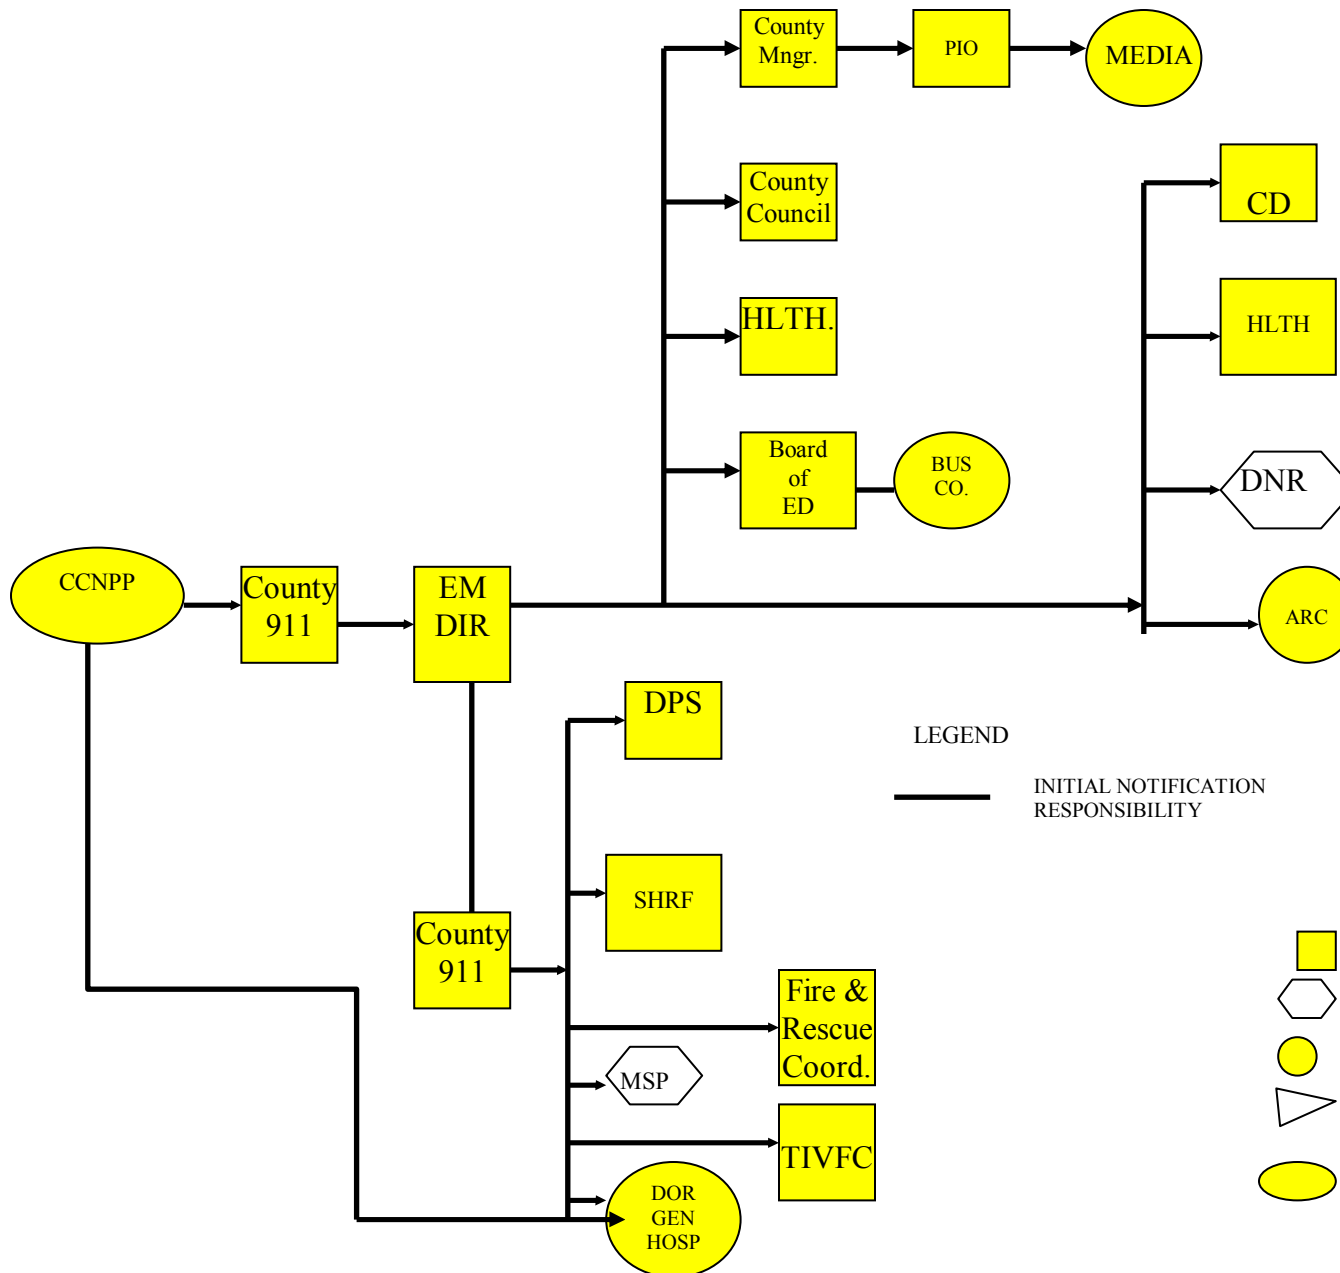 County
Mngr.
PIO
MEDIA
County
Council
CD
HLTH.
HLTH
Board
of
ED
BUS
CO.
DNR
CCNPP
County
911
EM
DIR
ARC
DPS
LEGEND
INITIAL NOTIFICATION
RESPONSIBILITY
SHRF
County
911
Fire &
Rescue
Coord.
MSP
TIVFC
DOR
GEN
HOSP